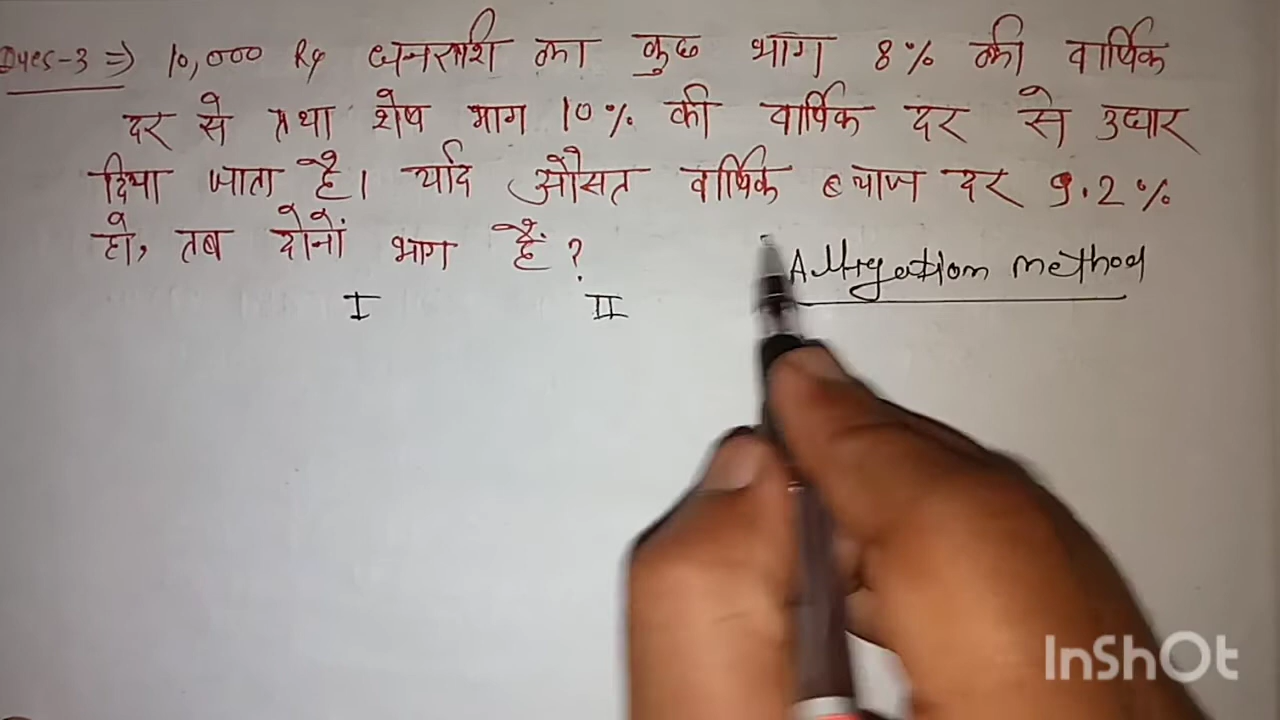 Ques-3 ⇒ 10,000 Rs धनराशि का कुछ भाग 8% की वार्षिक
दर से तथा शेष भाग 10% की वार्षिक दर से उधार
दिया जाता है। यदि औसत वार्षिक ब्याज दर 9.2%
हो, तब दोनों भाग हैं?
Alligation method
I II
InShOt